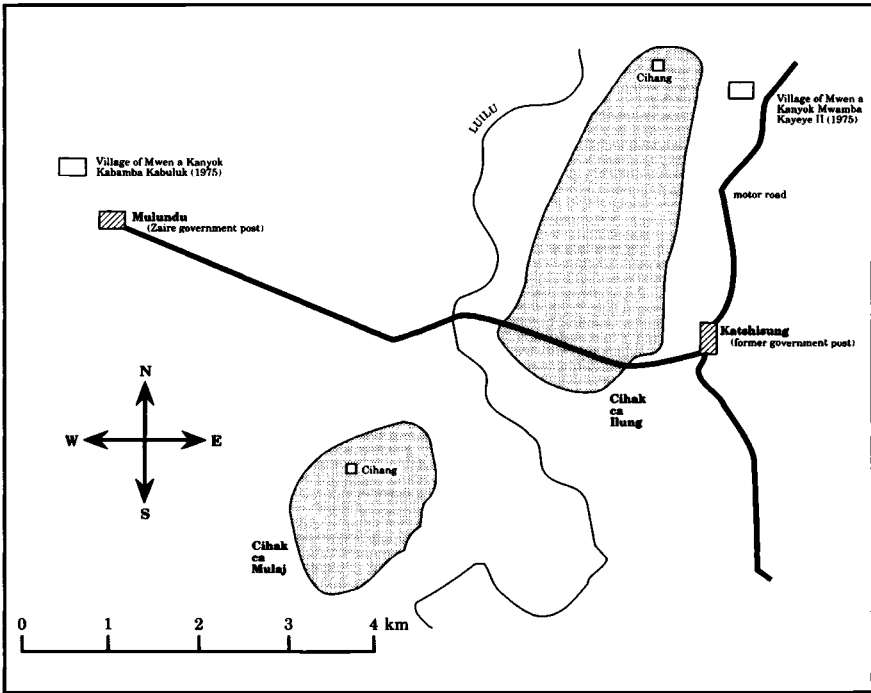 Cihang
Village of Mwen a
Kanyok Mwamba
Kayeye II (1975)
LUILU
Village of Mwen a Kanyok
Kabamba Kabuluk (1975)
motor road
Mulundu
(Zaire government post)
Katshisung
(former government post)
N
W
E
S
Cihak
ca
Ilung
Cihang
Cihak
ca
Mulaj
0 1 2 3 4 km